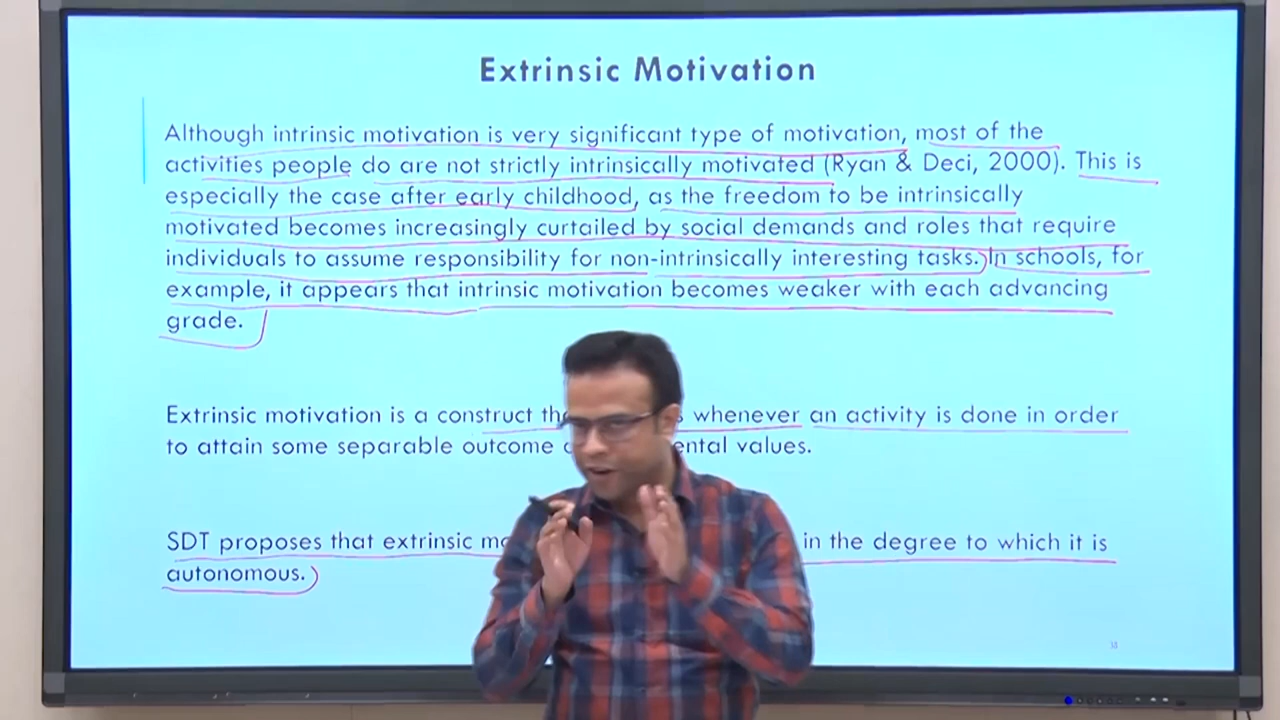 Extrinsic Motivation
Although intrinsic motivation is very significant type of motivation, most of the
activities people do are not strictly intrinsically motivated (Ryan & Deci, 2000). This is
especially the case after early childhood, as the freedom to be intrinsically
motivated becomes increasingly curtailed by social demands and roles that require
individuals to assume responsibility for non-intrinsically interesting tasks. In schools, for
example, it appears that intrinsic motivation becomes weaker with each advancing
grade.
Extrinsic motivation is a construct whenever an activity is done in order
to attain some separable outcome values.
SDT proposes that extrinsic in the degree to which it is
autonomous.